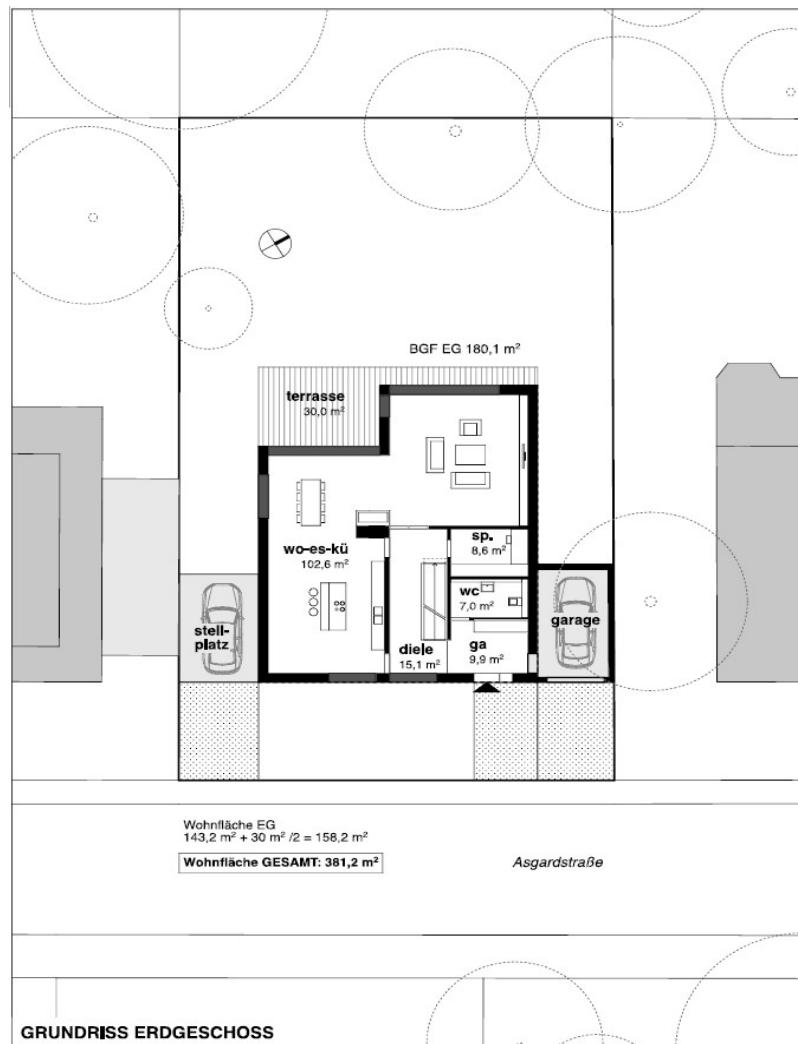 BGF EG 180,1 m²
terrasse
30,0 m²
sp.
8,6 m²
wo-es-kü
102,6 m²
wc
7,0 m²
garage
stell-
platz
diele
15,1 m²
ga
9,9 m²
Wohnfläche EG
143,2 m² + 30 m² /2 = 158,2 m²
Wohnfläche GESAMT: 381,2 m²
Asgardstraße
GRUNDRISS ERDGESCHOSS